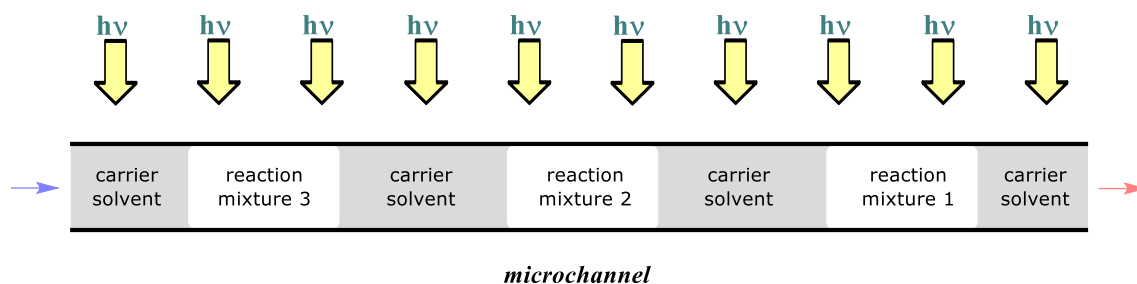 hν hν hν hν hν hν hν hν hν hν
carrier solvent
reaction mixture 3
carrier solvent
reaction mixture 2
carrier solvent
reaction mixture 1
carrier solvent
microchannel